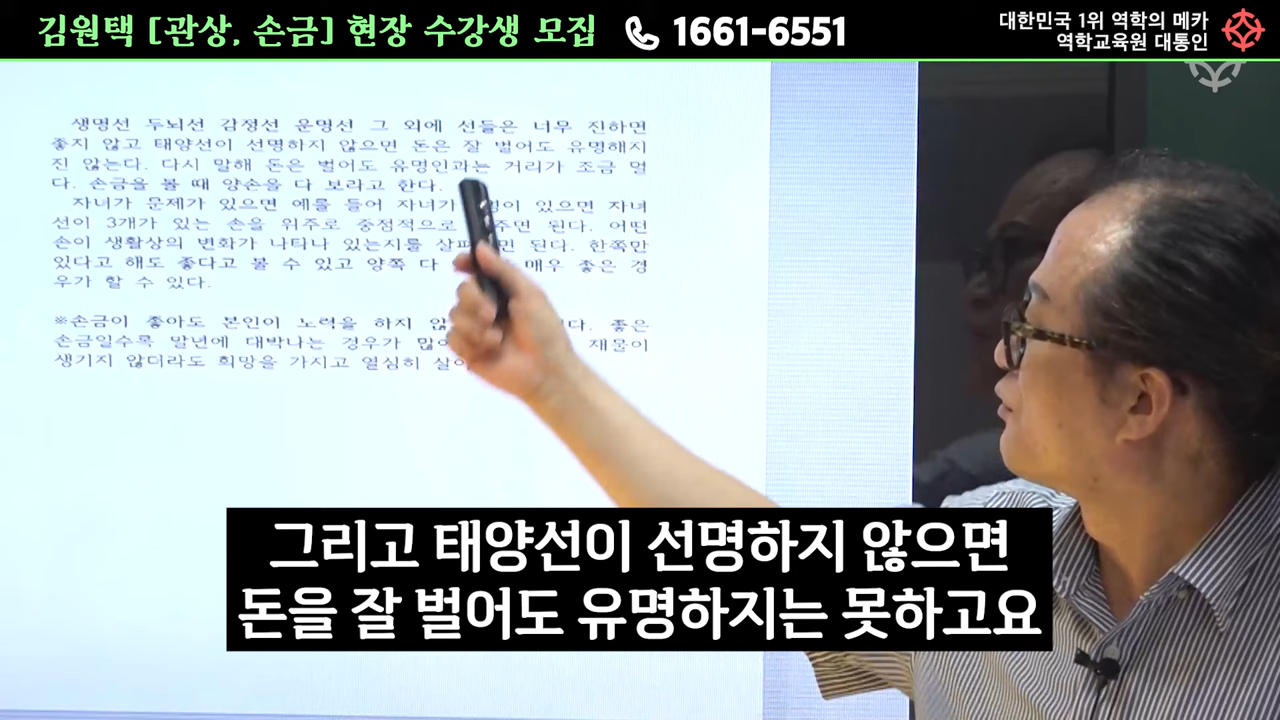 김원택 [관상, 손금] 현장 수강생 모집
1661-6551
대한민국 1위 역학의 메카
역학교육원 대통인
생명선 두뇌선 감정선 운명선 그 외에 선들은 너무 진하면
좋지 않고 태양선이 선명하지 않으면 돈은 잘 벌어도 유명해지
진 않는다. 다시 말해 돈은 벌어도 유명인과는 거리가 조금 멀
다. 손금을 볼 때 양손을 다 보라고 한다.
자녀가 문제가 있으면 예를 들어 자녀가 있으면 자녀
선이 3개가 있는 손을 위주로 중점적으로 된다. 어떤
손이 생활상의 변화가 나타나 있는지를 된다. 한쪽만
있다고 해도 좋다고 볼 수 있고 양쪽 다 매우 좋은 경
우가 할 수 있다.
※손금이 좋아도 본인이 노력을 하지 좋은
손금일수록 말년에 대박나는 경우가 재물이
생기지 않더라도 희망을 가시고 열심히
그리고 태양선이 선명하지 않으면
돈을 잘 벌어도 유명하지는 못하고요